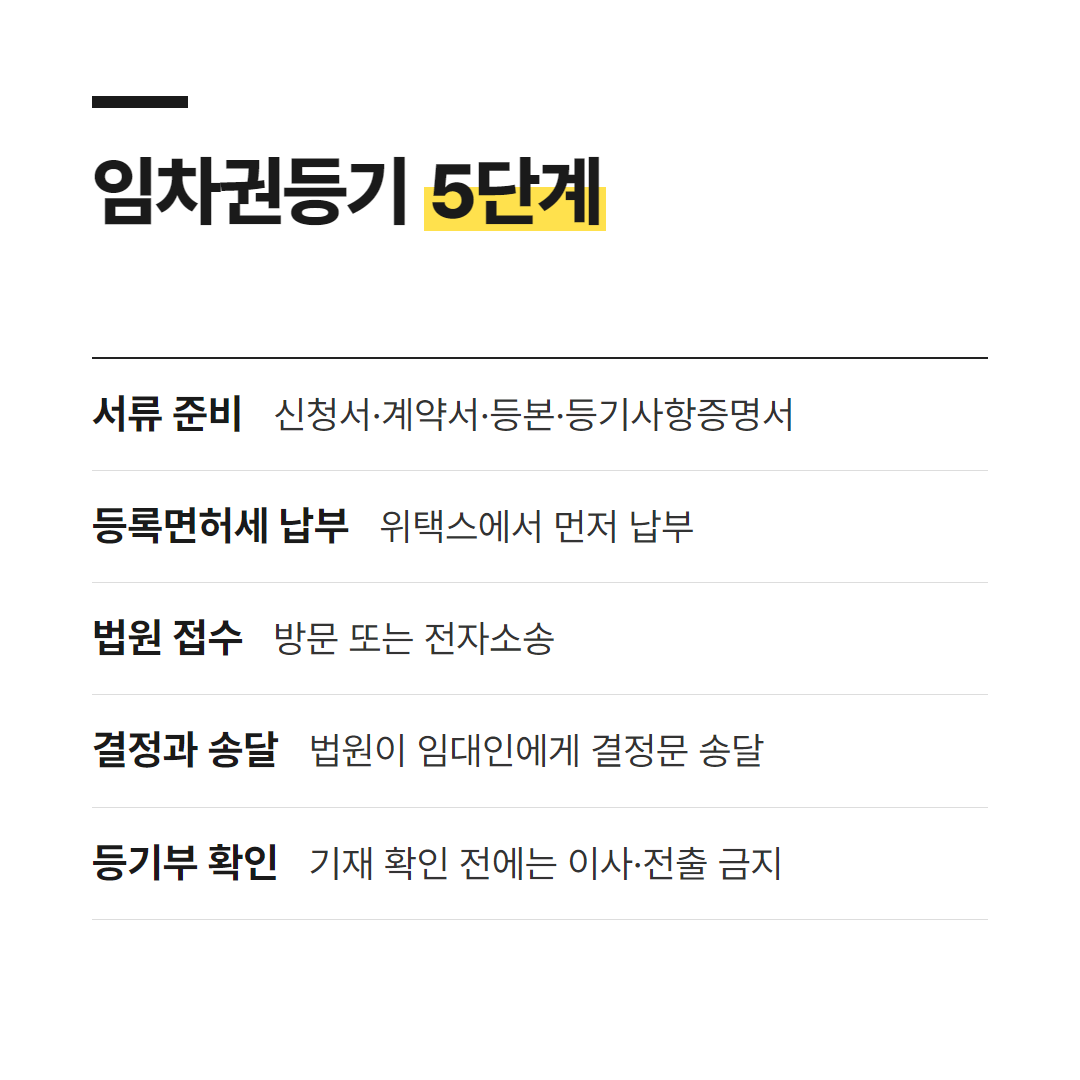 임차권등기 5단계
서류 준비 신청서·계약서·등본·등기사항증명서
등록면허세 납부 위택스에서 먼저 납부
법원 접수 방문 또는 전자소송
결정과 송달 법원이 임대인에게 결정문 송달
등기부 확인 기재 확인 전에는 이사·전출 금지